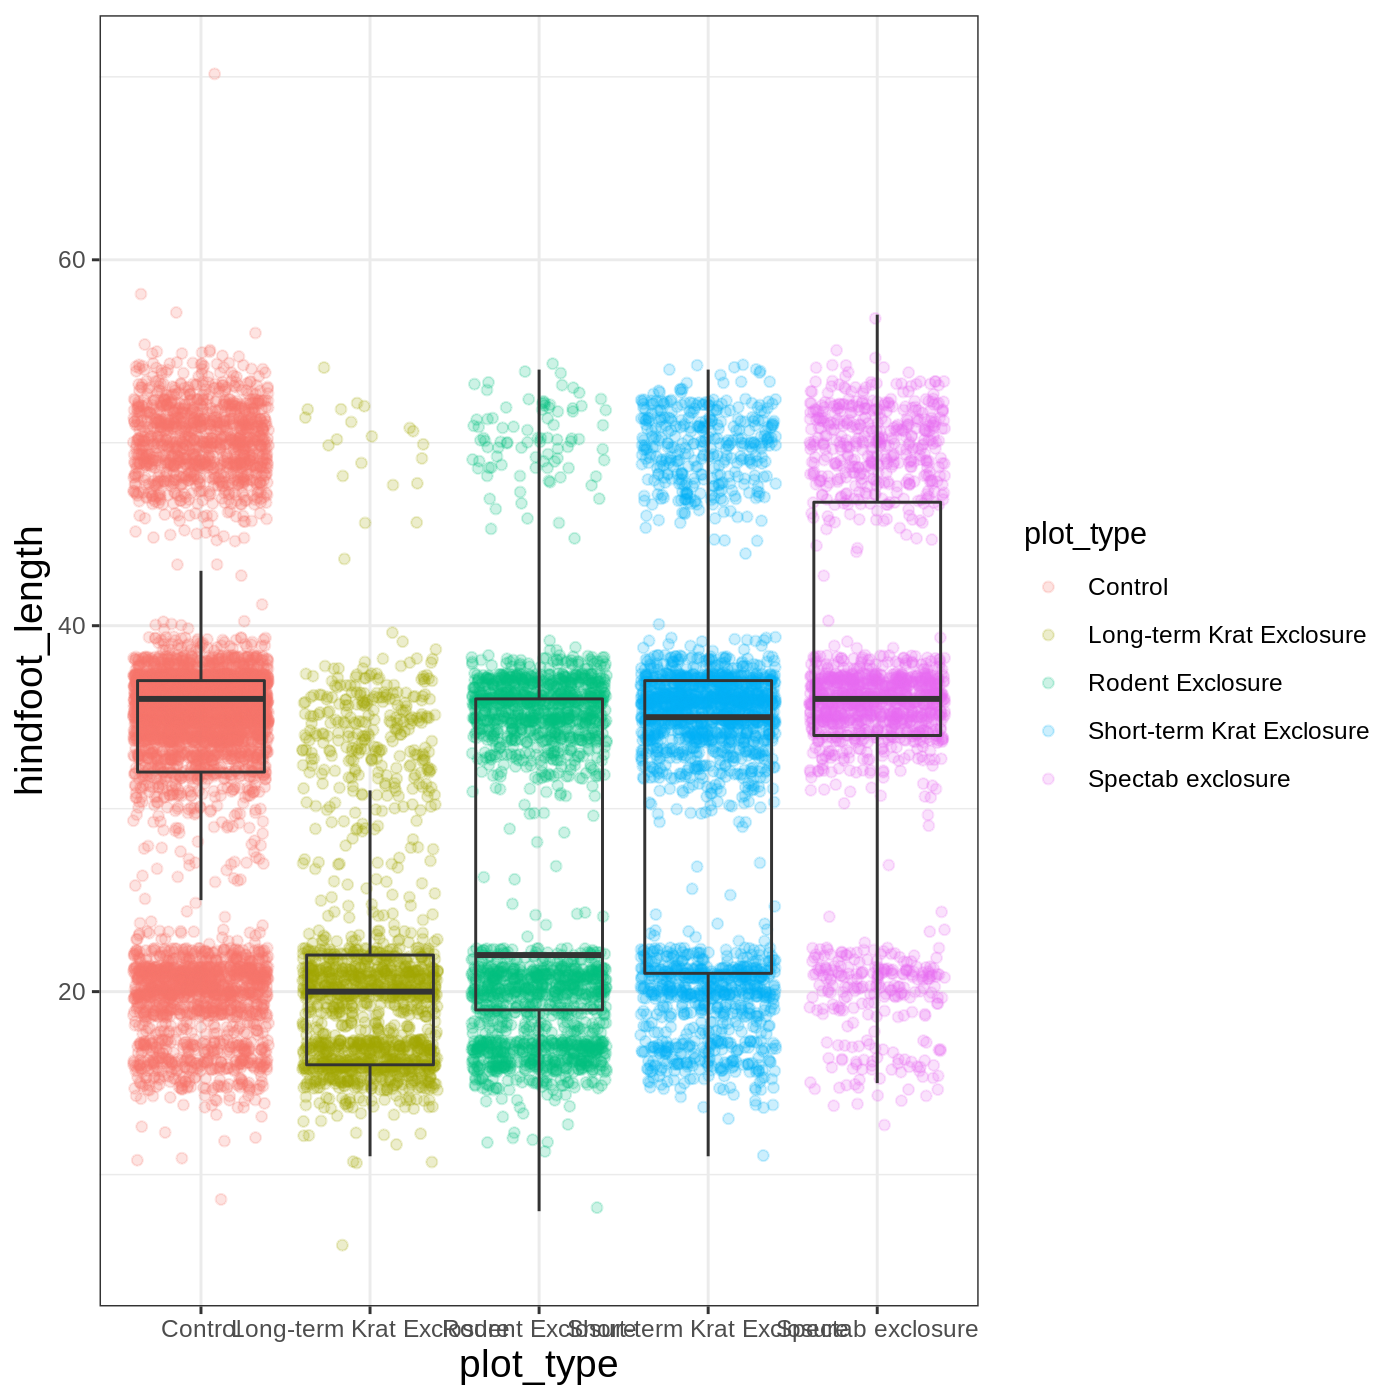 hindfoot_length
60
40
20
Control
Long-term Krat Exclosure
Rodent Exclosure
Short-term Krat Exclosure
Spectab exclosure
plot_type
plot_type
Control
Long-term Krat Exclosure
Rodent Exclosure
Short-term Krat Exclosure
Spectab exclosure